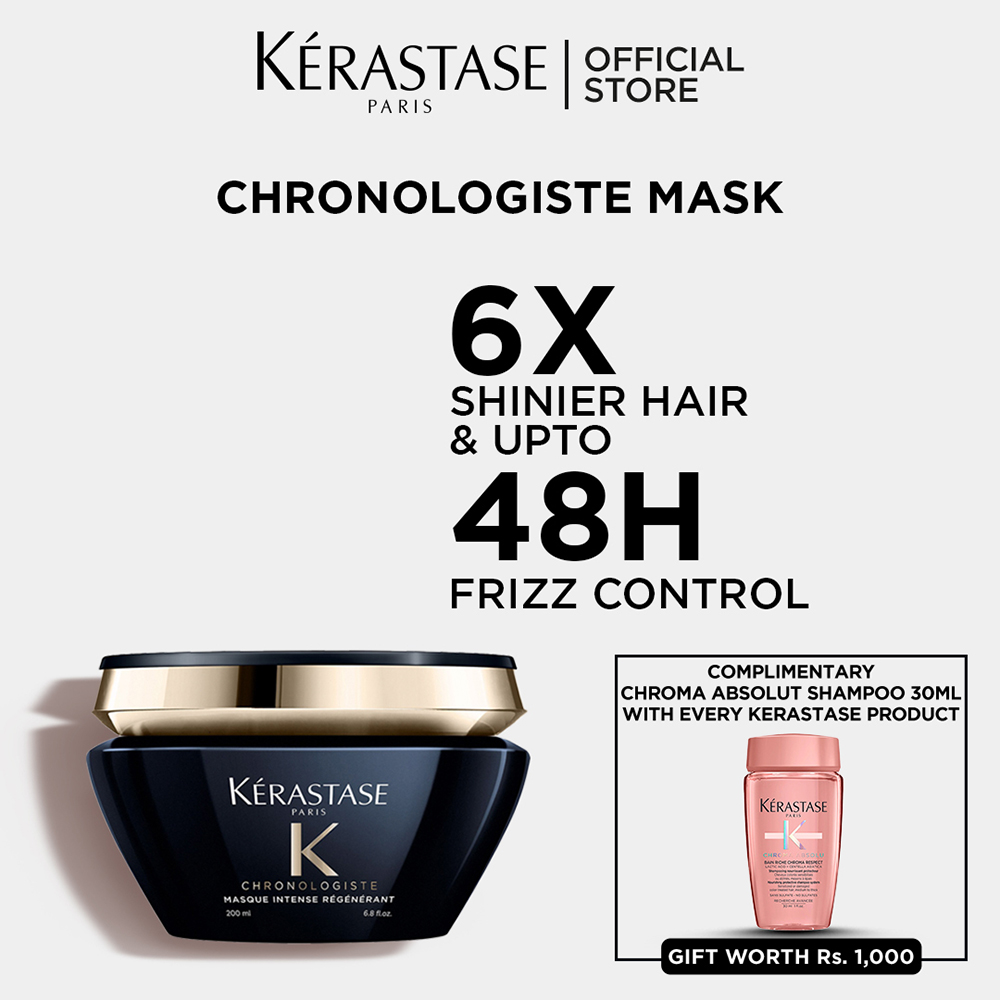 KÉRASTASE
PARIS
OFFICIAL
STORE
CHRONOLOGISTE MASK
6X
SHINIER HAIR
& UPTO
48H
FRIZZ CONTROL
KÉRASTASE
PARIS
K
CHRONOLOGISTE
MASQUE INTENSE RÉGÉNÉRANT
200 ml 6.8 fl.oz.
COMPLIMENTARY
CHROMA ABSOLUT SHAMPOO 30ML
WITH EVERY KERASTASE PRODUCT
KÉRASTASE
PARIS
K
BAIN RICHE CHROMA RESPECT
GIFT WORTH Rs. 1,000